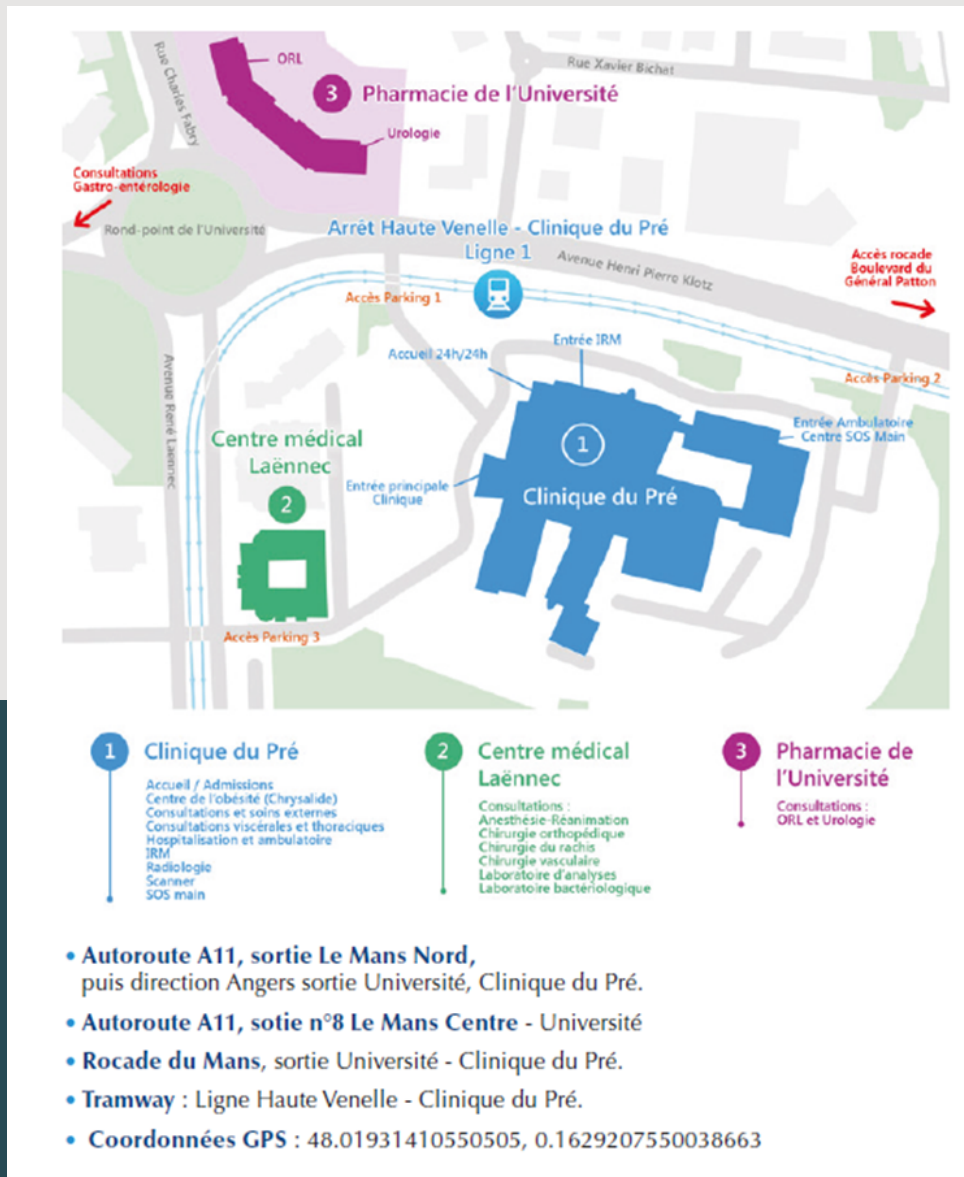 ORL
Rue Xavier Bichat
Rue Charles Fabry
3 Pharmacie de l'Université
Urologie
Consultations
Gastro-entérologie
Rond-point de l'Université
Arrêt Haute Venelle - Clinique du Pré
Ligne 1
Avenue Henri Pierre Klotz
Accès rocade
Boulevard du
Général Patton
Accès Parking 1
Entrée IRM
Accueil 24h/24h
Accès Parking 2
Avenue René Laennec
Centre médical
Laënnec
2
Entrée Ambulatoire
Centre SOS Main
1
Entrée principale
Clinique
Clinique du Pré
Accès Parking 3
1 Clinique du Pré
Accueil / Admissions
Centre de l'obésité (Chrysalide)
Consultations et soins externes
Consultations viscérales et thoraciques
Hospitalisation et ambulatoire
IRM
Radiologie
Scanner
SOS main
2 Centre médical
Laënnec
Consultations :
Anesthésie-Réanimation
Chirurgie orthopédique
Chirurgie du rachis
Chirurgie vasculaire
Laboratoire d'analyses
Laboratoire bactériologique
3 Pharmacie de
l'Université
Consultations :
ORL et Urologie
• Autoroute A11, sortie Le Mans Nord,
puis direction Angers sortie Université, Clinique du Pré.
• Autoroute A11, sotie n°8 Le Mans Centre - Université
• Rocade du Mans, sortie Université - Clinique du Pré.
• Tramway : Ligne Haute Venelle - Clinique du Pré.
• Coordonnées GPS : 48.01931410550505, 0.1629207550038663